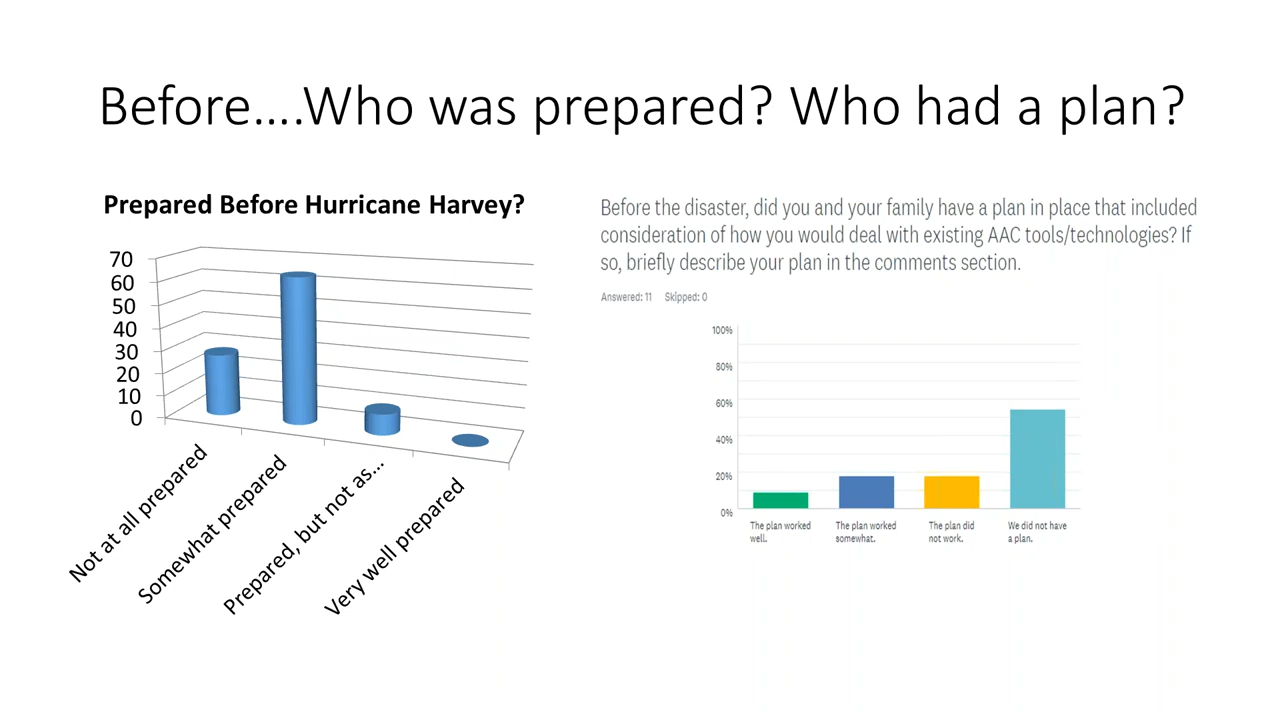 Before....Who was prepared? Who had a plan?
Prepared Before Hurricane Harvey?
70
60
50
40
30
20
10
0
Not at all prepared
Somewhat prepared
Prepared, but not as...
Very well prepared
Before the disaster, did you and your family have a plan in place that included
consideration of how you would deal with existing AAC tools/technologies? If
so, briefly describe your plan in the comments section.
Answered: 11 Skipped: 0
100%
80%
60%
40%
20%
0%
The plan worked
well.
The plan worked
somewhat.
The plan did
not work.
We did not have
a plan.